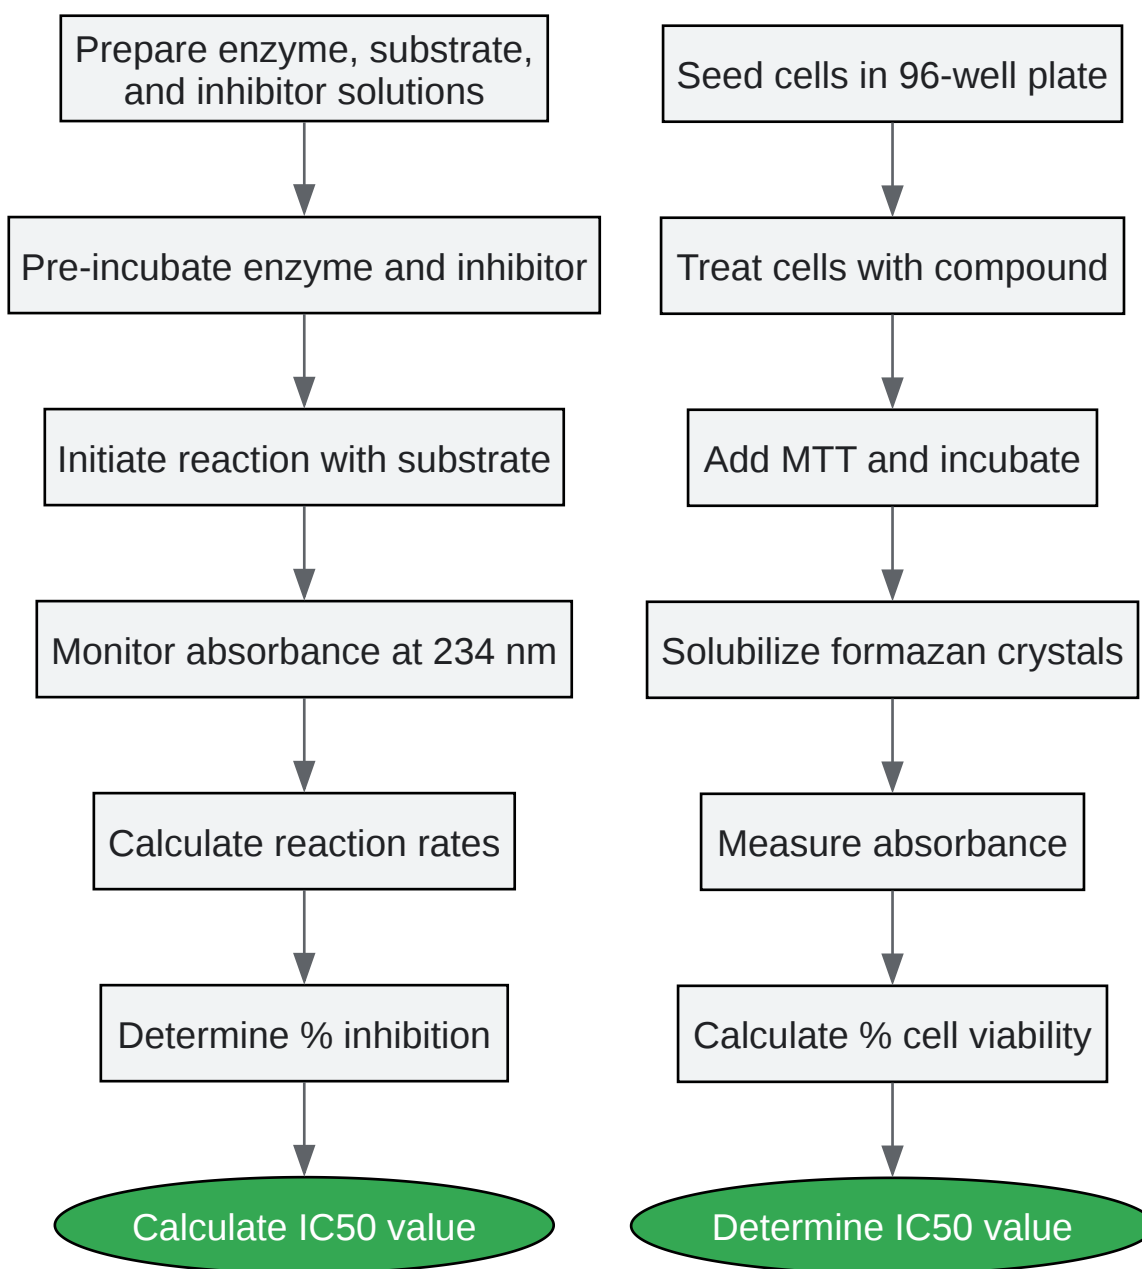 Prepare enzyme, substrate,
and inhibitor solutions
Pre-incubate enzyme and inhibitor
Initiate reaction with substrate
Monitor absorbance at 234 nm
Calculate reaction rates
Determine % inhibition
Calculate IC50 value
Seed cells in 96-well plate
Treat cells with compound
Add MTT and incubate
Solubilize formazan crystals
Measure absorbance
Calculate % cell viability
Determine IC50 value